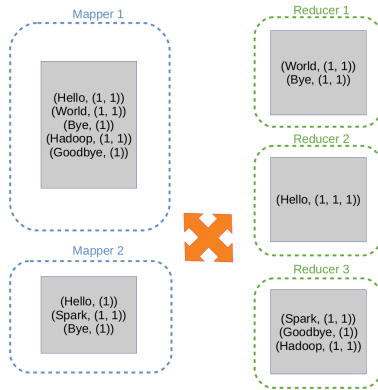 Mapper 1
(Hello, (1, 1))
(World, (1, 1))
(Bye, (1))
(Hadoop, (1, 1))
(Goodbye, (1))
Mapper 2
(Hello, (1))
(Spark, (1, 1))
(Bye, (1))
Reducer 1
(World, (1, 1))
(Bye, (1, 1))
Reducer 2
(Hello, (1, 1, 1))
Reducer 3
(Spark, (1, 1))
(Goodbye, (1))
(Hadoop, (1, 1))